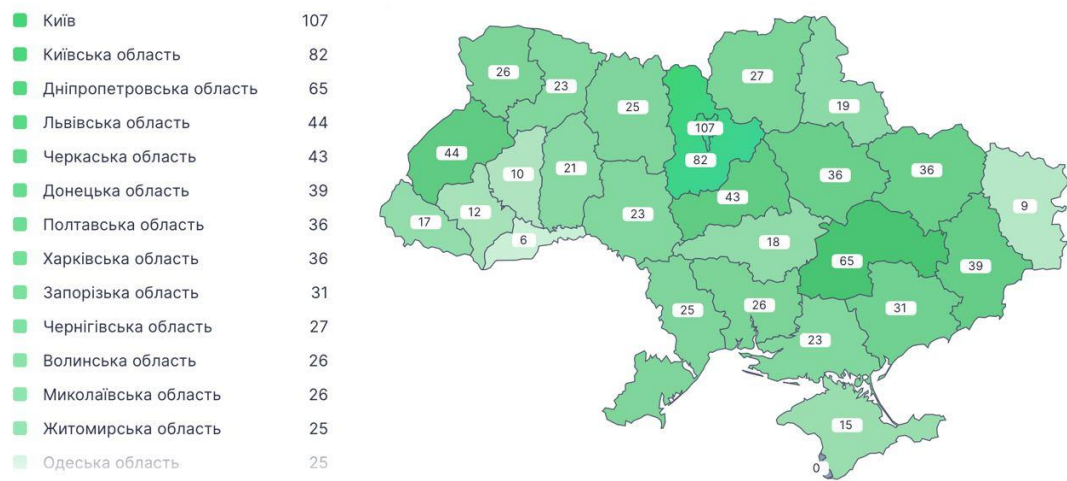 Київ 107
Київська область 82
Дніпропетровська область 65
Львівська область 44
Черкаська область 43
Донецька область 39
Полтавська область 36
Харківська область 36
Запорізька область 31
Чернігівська область 27
Волинська область 26
Миколаївська область 26
Житомирська область 25
Одеська область 25
26
23
25
27
19
107
82
44
10
21
36
36
9
17
12
6
23
43
18
65
39
25
26
31
23
15
0